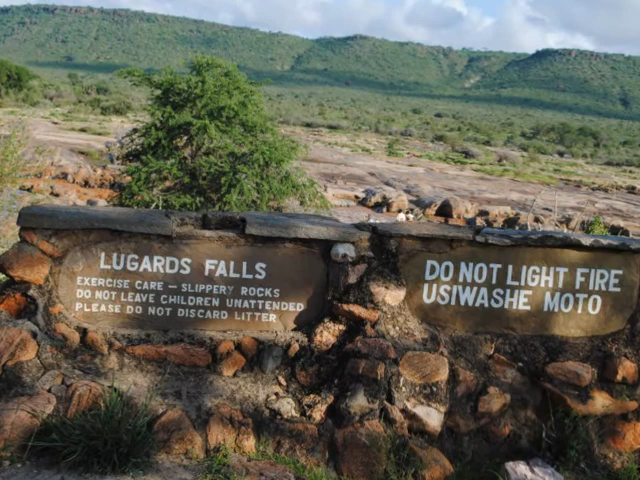 LUGARDS FALLS
EXERCISE CARE – SLIPPERY ROCKS
DO NOT LEAVE CHILDREN UNATTENDED
PLEASE DO NOT DISCARD LITTER
DO NOT LIGHT FIRE
USIWASHE MOTO